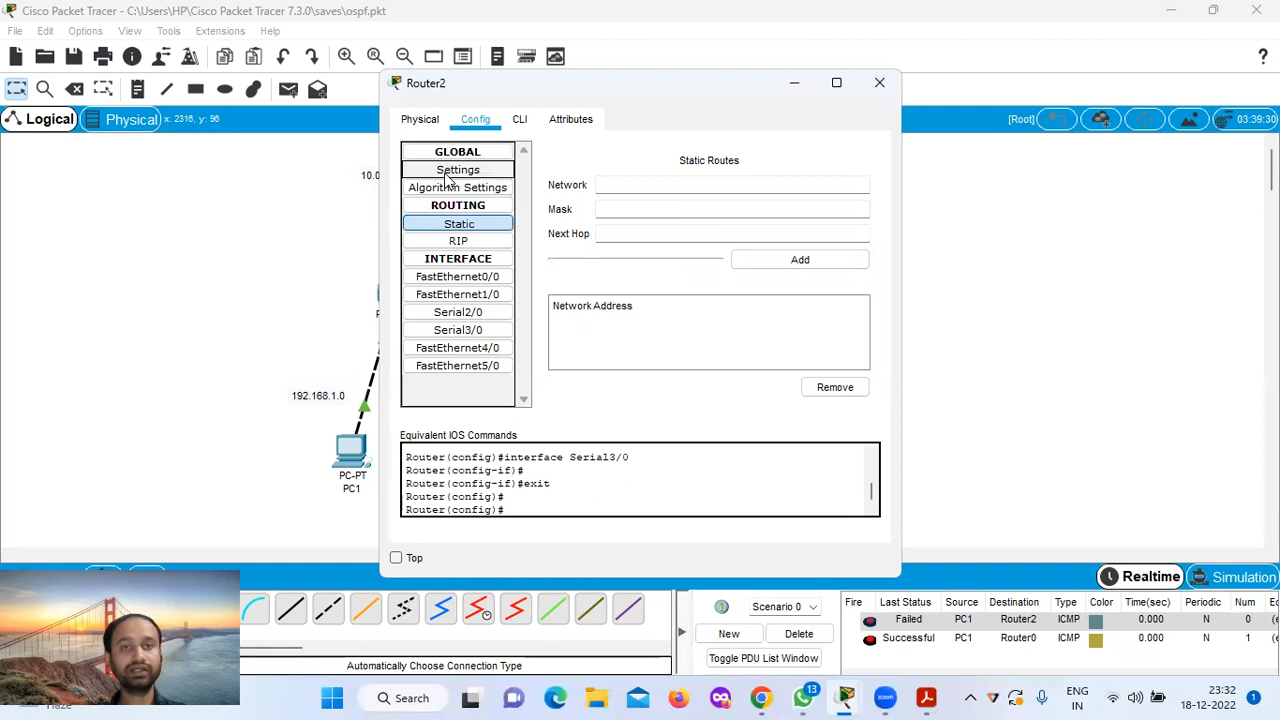 Cisco Packet Tracer - C:\Users\HP\Cisco Packet Tracer 7.3.0\saves\ospf.pkt
File Edit Options View Tools Extensions Help
Logical
Physical
x: 2316, y: 96
[Root]
03:39:30
10.0
192.168.1.0
PC-PT
PC1
Router2
Physical Config CLI Attributes
GLOBAL
Settings
Algorithm Settings
ROUTING
Static
RIP
INTERFACE
FastEthernet0/0
FastEthernet1/0
Serial2/0
Serial3/0
FastEthernet4/0
FastEthernet5/0
Static Routes
Network
Mask
Next Hop
Add
Network Address
Remove
Equivalent IOS Commands
Router(config)#interface Serial3/0
Router(config-if)#
Router(config-if)#exit
Router(config)#
Router(config)#
Top
Realtime
Simulation
Automatically Choose Connection Type
Scenario 0
New Delete
Toggle PDU List Window
Fire Last Status Source Destination Type Color Time(sec) Periodic Num
Failed PC1 Router2 ICMP 0.000 N 0
Successful PC1 Router0 ICMP 0.000 N 1
Haze
Search
13
zoom
ENG
IN
23:32
18-12-2022
1